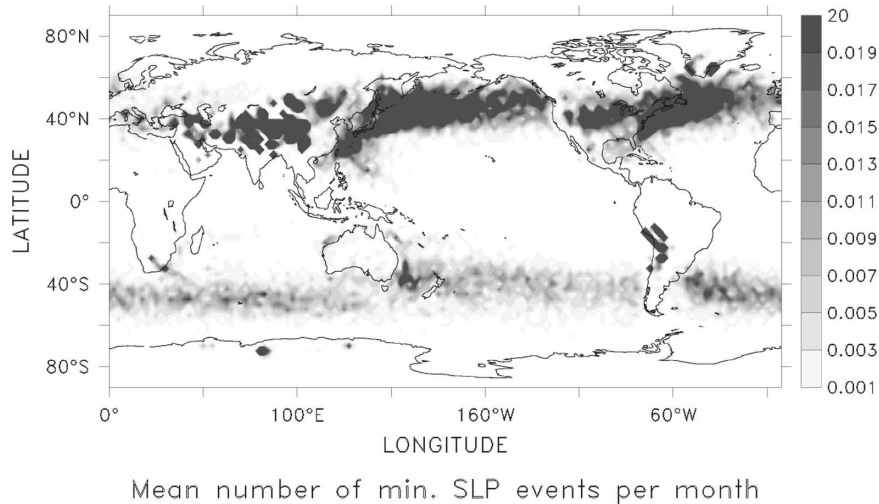 80°N
40°N
0°
40°S
80°S
LATITUDE
0°
100°E
160°W
60°W
LONGITUDE
20
0.019
0.017
0.015
0.013
0.011
0.009
0.007
0.005
0.003
0.001
Mean number of min. SLP events per month